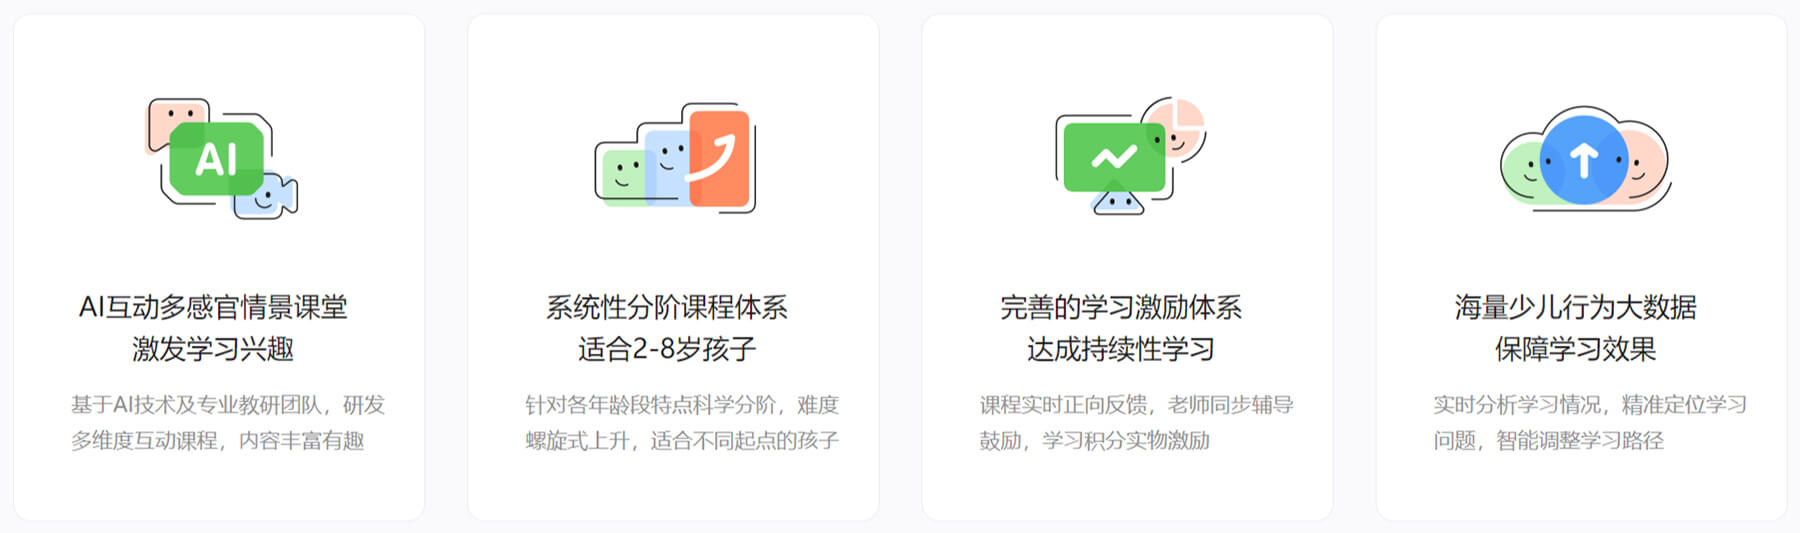 AI
AI互动多感官情景课堂
激发学习兴趣
基于AI技术及专业教研团队，研发
多维度互动课程，内容丰富有趣
系统性分阶课程体系
适合2-8岁孩子
针对各年龄段特点科学分阶，难度
螺旋式上升，适合不同起点的孩子
完善的学习激励体系
达成持续性学习
课程实时正向反馈，老师同步辅导
鼓励，学习积分实物激励
海量少儿行为大数据
保障学习效果
实时分析学习情况，精准定位学习
问题，智能调整学习路径